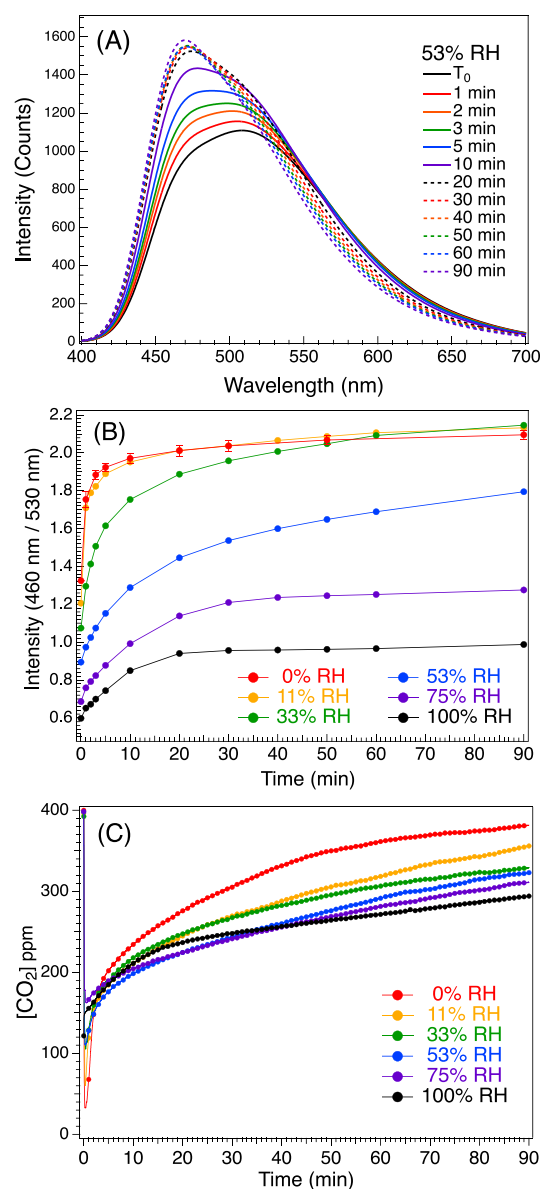 (A)
53% RH
T₀
1 min
2 min
3 min
5 min
10 min
20 min
30 min
40 min
50 min
60 min
90 min
Intensity (Counts)
1600
1400
1200
1000
800
600
400
200
0
400 450 500 550 600 650 700
Wavelength (nm)
(B)
Intensity (460 nm / 530 nm)
2.2
2.0
1.8
1.6
1.4
1.2
1.0
0.8
0.6
0% RH
11% RH
33% RH
53% RH
75% RH
100% RH
0 10 20 30 40 50 60 70 80 90
Time (min)
(C)
[CO₂] ppm
400
300
200
100
0
0% RH
11% RH
33% RH
53% RH
75% RH
100% RH
0 10 20 30 40 50 60 70 80 90
Time (min)